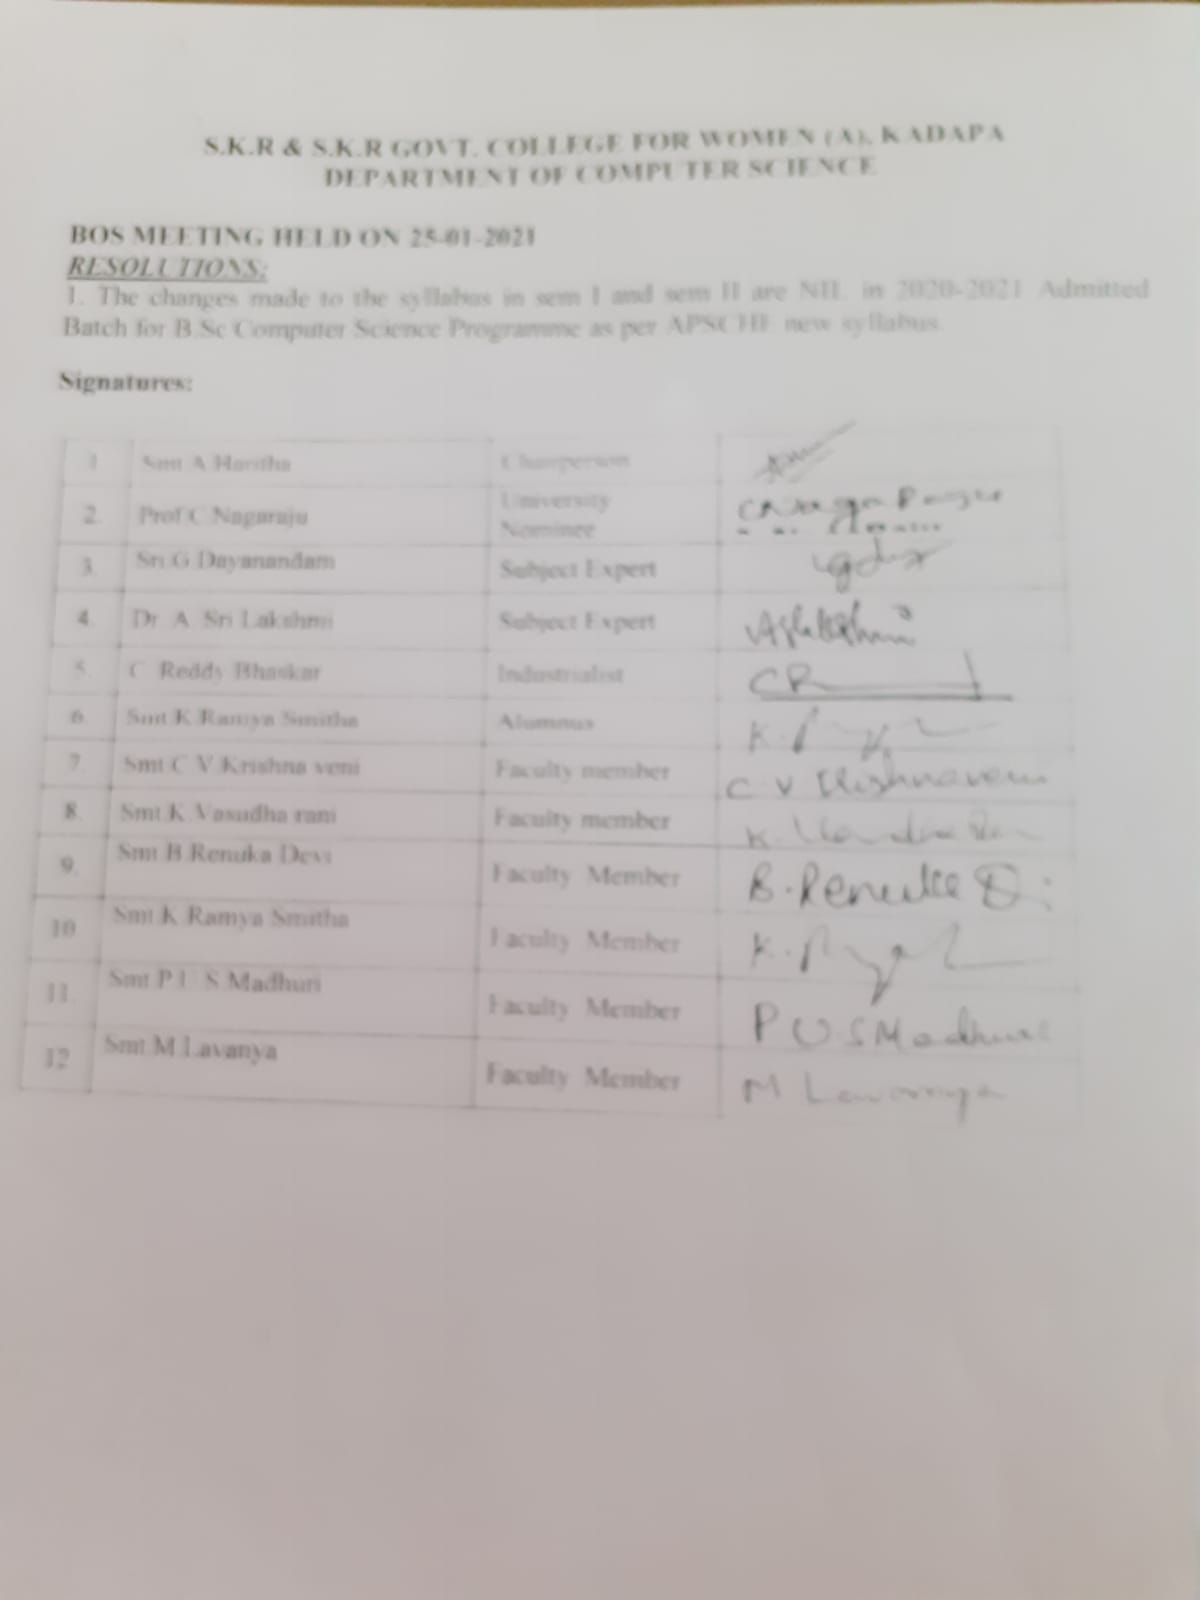 S.K.R & S.K.R GOVT. COLLEGE FOR WOMEN (A), KADAPA
DEPARTMENT OF COMPUTER SCIENCE
BOS MEETING HELD ON 25-01-2021
RESOLUTIONS:
1. The changes made to the syllabus in sem I and sem II are NIL in 2020-2021 Admitted
Batch for B.Sc Computer Science Programme as per APSCHE new syllabus.
Signatures:
1. Smt.A.Haritha Chairperson
2. Prof.C.Nagaraju University
Nominee
3. Sri.G.Dayanandam Subject Expert
4. Dr. A. Sri Lakshmi Subject Expert
5. C. Reddy Bhaskar Industrialist CR
6. Smt.K.Ramya Smitha Alumnus
7. Smt.C.V.Krishna veni Faculty member C V Krishnaveni
8. Smt.K.Vasudha rani Faculty member
9. Smt.B.Renuka Devi Faculty Member B. Renuka D
10. Smt.K.Ramya Smitha Faculty Member
11. Smt.P.U.S.Madhuri Faculty Member P U S Madhuri
12. Smt.M.Lavanya Faculty Member M Lavanya